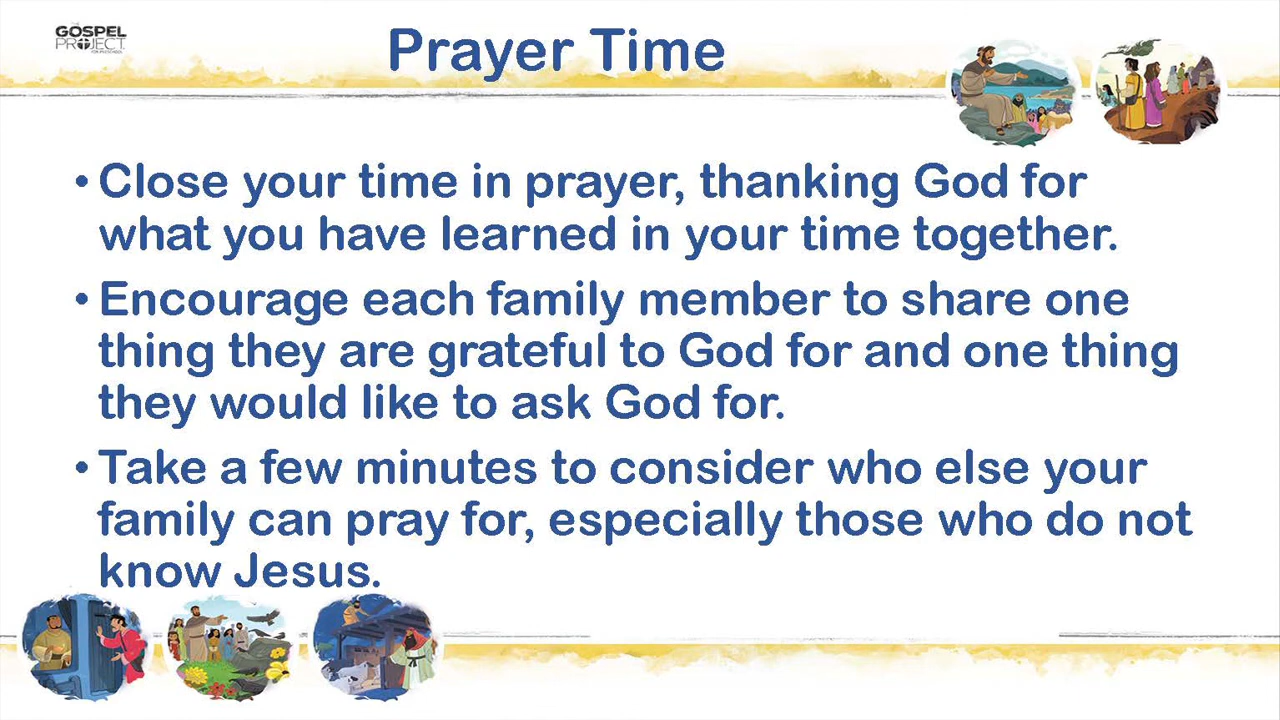 THE
GOSPEL
PROJECT
FOR PRESCHOOL
Prayer Time
• Close your time in prayer, thanking God for
what you have learned in your time together.
• Encourage each family member to share one
thing they are grateful to God for and one thing
they would like to ask God for.
• Take a few minutes to consider who else your
family can pray for, especially those who do not
know Jesus.